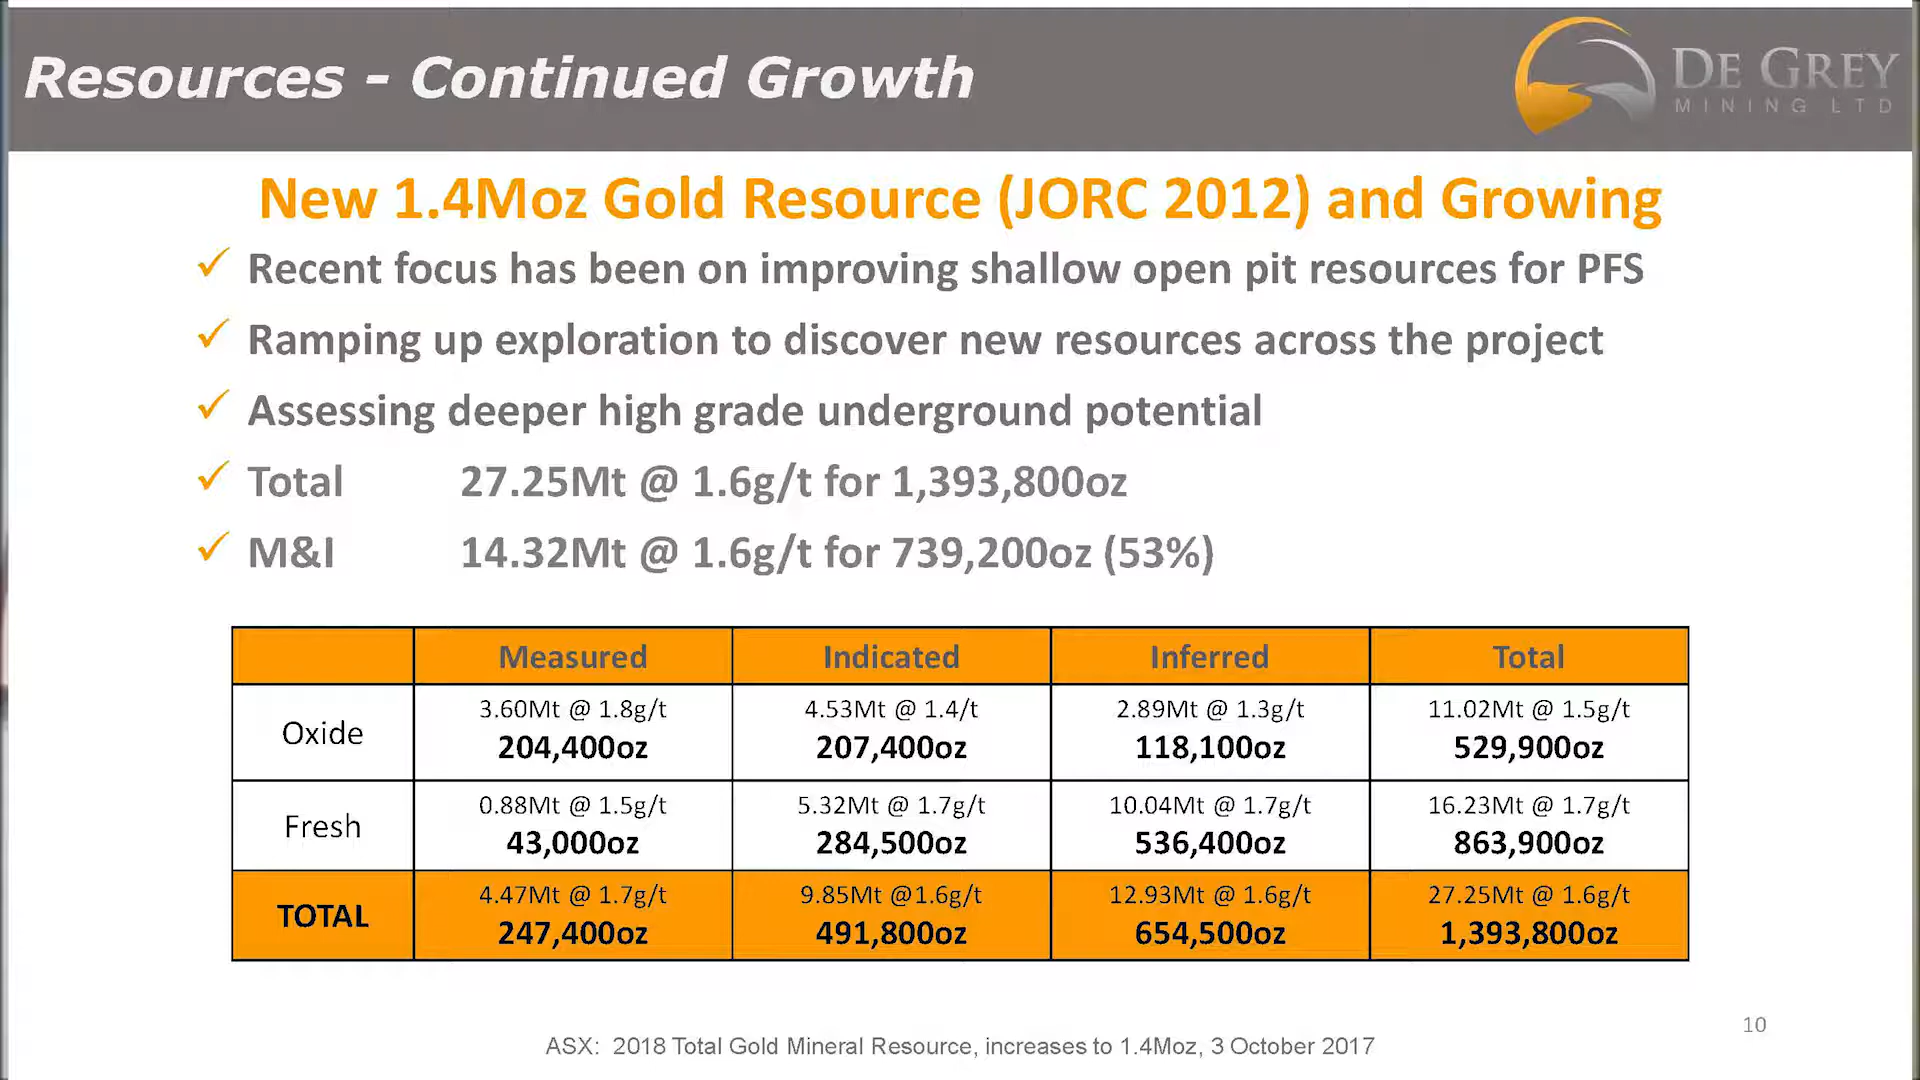 Resources - Continued Growth
DE GREY
MINING LTD
New 1.4Moz Gold Resource (JORC 2012) and Growing
✓ Recent focus has been on improving shallow open pit resources for PFS
✓ Ramping up exploration to discover new resources across the project
✓ Assessing deeper high grade underground potential
✓ Total 27.25Mt @ 1.6g/t for 1,393,800oz
✓ M&I 14.32Mt @ 1.6g/t for 739,200oz (53%)
Measured Indicated Inferred Total
Oxide
3.60Mt @ 1.8g/t 4.53Mt @ 1.4/t 2.89Mt @ 1.3g/t 11.02Mt @ 1.5g/t
204,400oz 207,400oz 118,100oz 529,900oz
Fresh
0.88Mt @ 1.5g/t 5.32Mt @ 1.7g/t 10.04Mt @ 1.7g/t 16.23Mt @ 1.7g/t
43,000oz 284,500oz 536,400oz 863,900oz
TOTAL
4.47Mt @ 1.7g/t 9.85Mt @1.6g/t 12.93Mt @ 1.6g/t 27.25Mt @ 1.6g/t
247,400oz 491,800oz 654,500oz 1,393,800oz
10
ASX: 2018 Total Gold Mineral Resource, increases to 1.4Moz, 3 October 2017